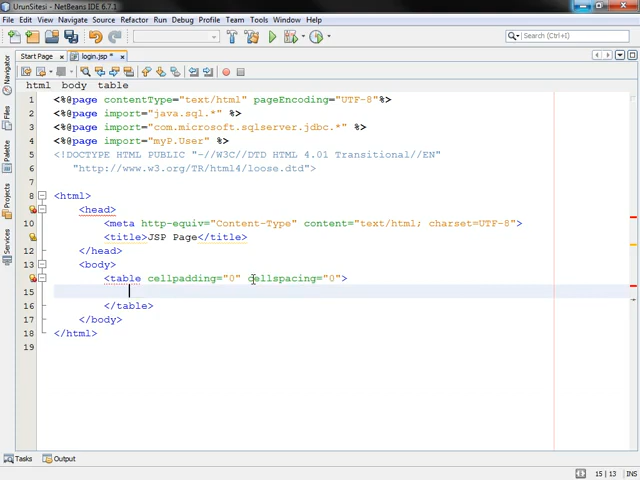 UrunSitesi - NetBeans IDE 6.7.1
File Edit View Navigate Source Refactor Run Debug Profile Team Tools Window Help
Search (Ctrl+I)
Start Page login.jsp *
html body table
Navigator
Files
Palette
Projects
Services
1 <%@page contentType="text/html" pageEncoding="UTF-8"%>
2 <%@page import="java.sql.*" %>
3 <%@page import="com.microsoft.sqlserver.jdbc.*" %>
4 <%@page import="myP.User" %>
5 <!DOCTYPE HTML PUBLIC "-//W3C//DTD HTML 4.01 Transitional//EN"
6 "http://www.w3.org/TR/html4/loose.dtd">
8 <html>
<head>
10 <meta http-equiv="Content-Type" content="text/html; charset=UTF-8">
<title>JSP Page</title>
12 </head>
13 <body>
<table cellpadding="0" cellspacing="0">
15
16 </table>
17 </body>
18 </html>
19
Tasks Output
15 | 13 INS